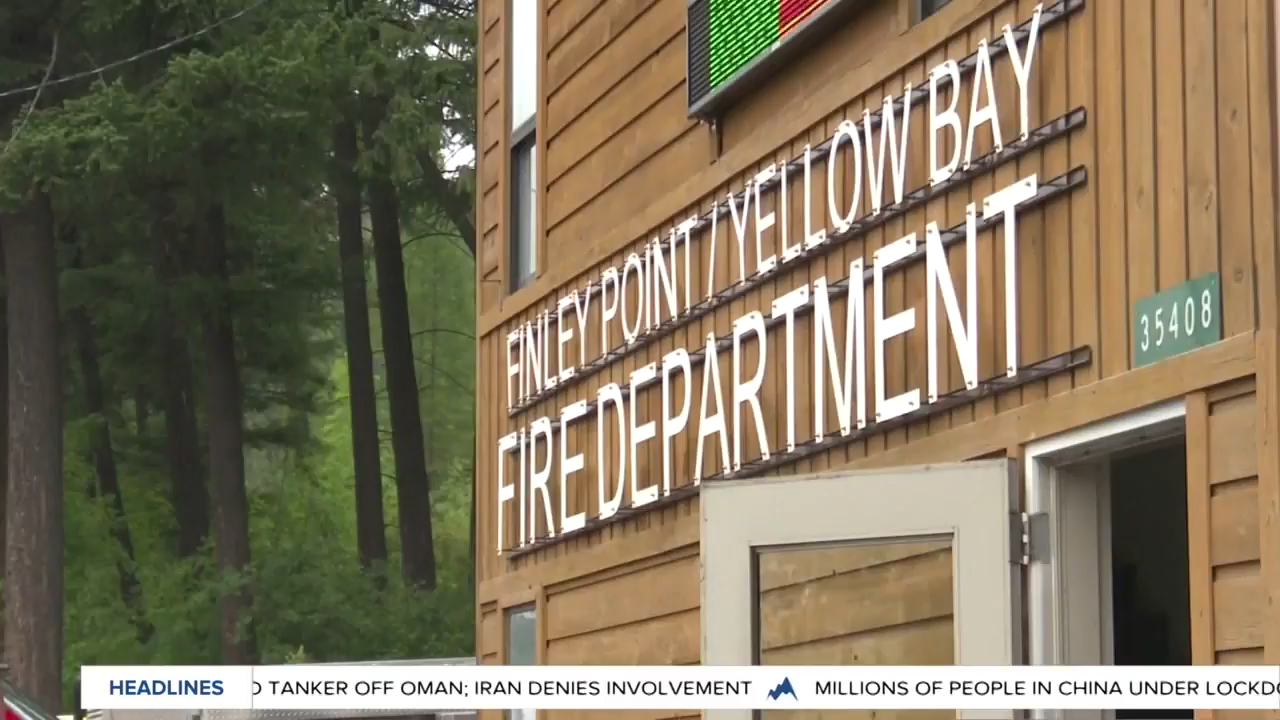 FINLEY POINT / YELLOW BAY
FIRE DEPARTMENT
35408
HEADLINES TANKER OFF OMAN; IRAN DENIES INVOLVEMENT MILLIONS OF PEOPLE IN CHINA UNDER